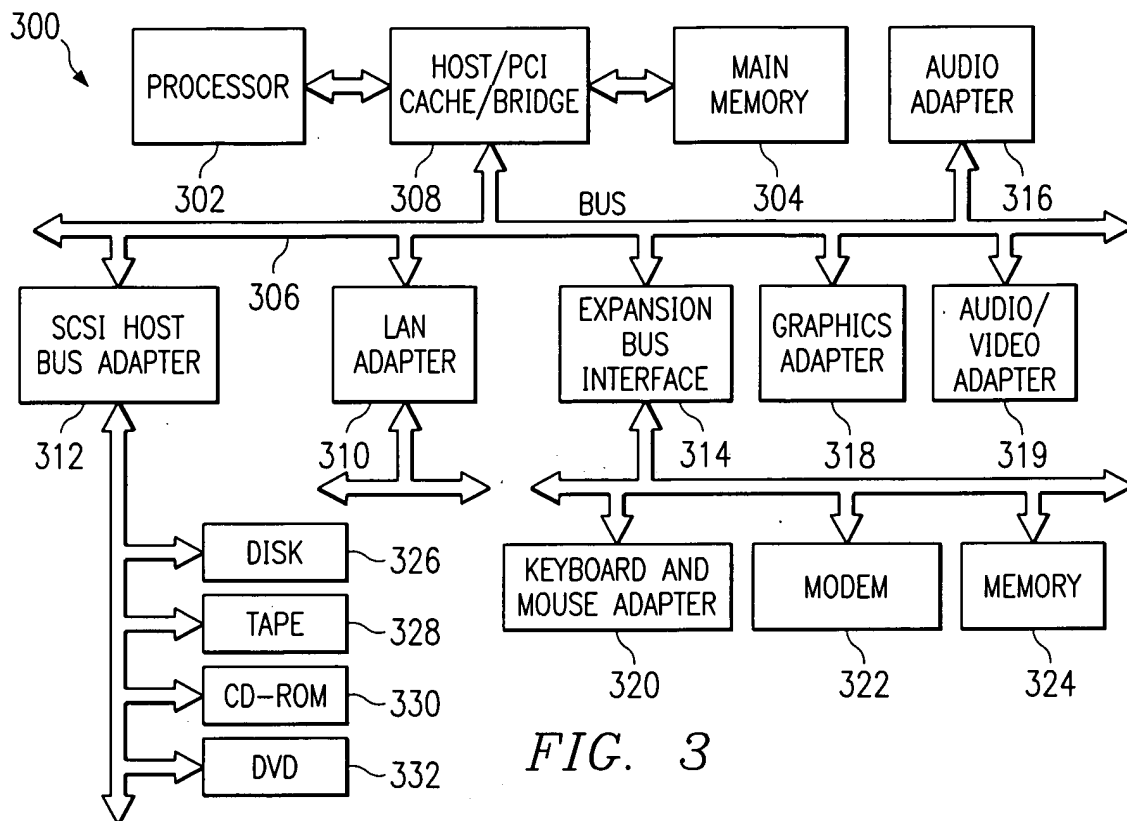 300
PROCESSOR
HOST/PCI
CACHE/BRIDGE
MAIN
MEMORY
AUDIO
ADAPTER
302
308
304
316
BUS
306
SCSI HOST
BUS ADAPTER
LAN
ADAPTER
EXPANSION
BUS
INTERFACE
GRAPHICS
ADAPTER
AUDIO/
VIDEO
ADAPTER
312
310
314
318
319
DISK
326
TAPE
328
CD-ROM
330
DVD
332
KEYBOARD AND
MOUSE ADAPTER
MODEM
MEMORY
320
322
324
FIG. 3